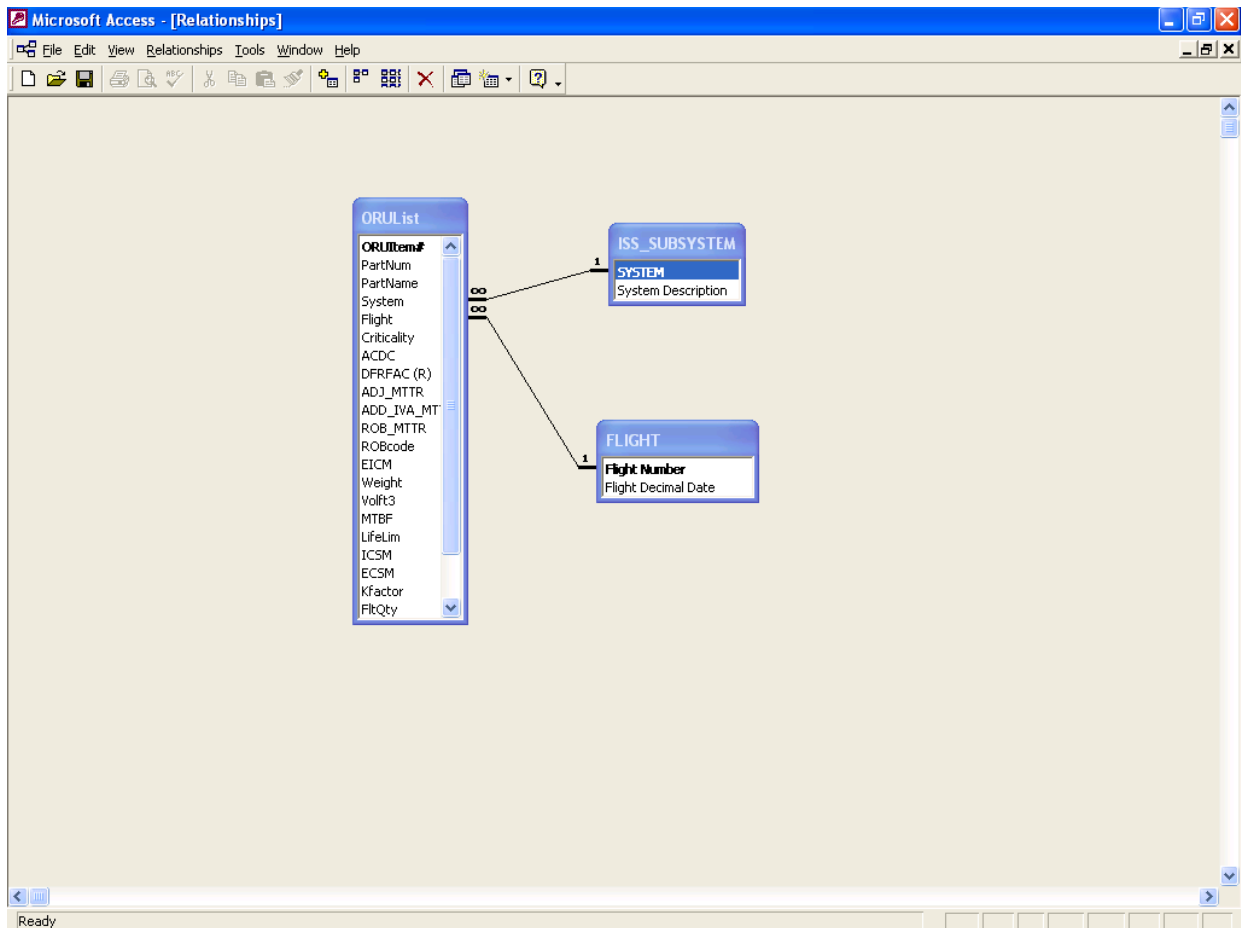 Microsoft Access - [Relationships]
File Edit View Relationships Tools Window Help
ORUList
ORUItem#
PartNum
PartName
System
Flight
Criticality
ACDC
DFRFAC (R)
ADJ_MTTR
ADD_IVA_MT
ROB_MTTR
ROBcode
EICM
Weight
Volft3
MTBF
LifeLim
ICSM
ECSM
Kfactor
FltQty
∞
∞
1
ISS_SUBSYSTEM
SYSTEM
System Description
1
FLIGHT
Flight Number
Flight Decimal Date
Ready